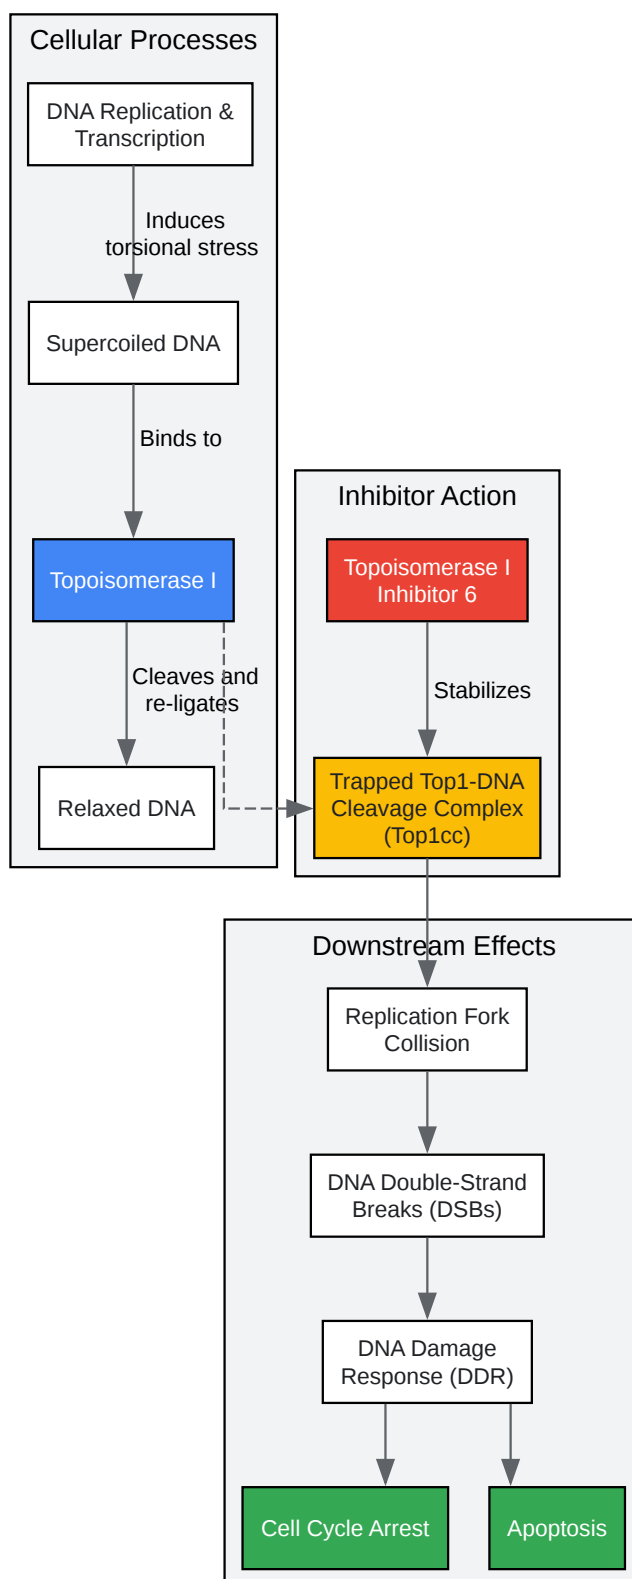 Cellular Processes
DNA Replication &
Transcription
Induces
torsional stress
Supercoiled DNA
Binds to
Topoisomerase I
Cleaves and
re-ligates
Relaxed DNA
Inhibitor Action
Topoisomerase I
Inhibitor 6
Stabilizes
Trapped Top1-DNA
Cleavage Complex
(Top1cc)
Downstream Effects
Replication Fork
Collision
DNA Double-Strand
Breaks (DSBs)
DNA Damage
Response (DDR)
Cell Cycle Arrest
Apoptosis